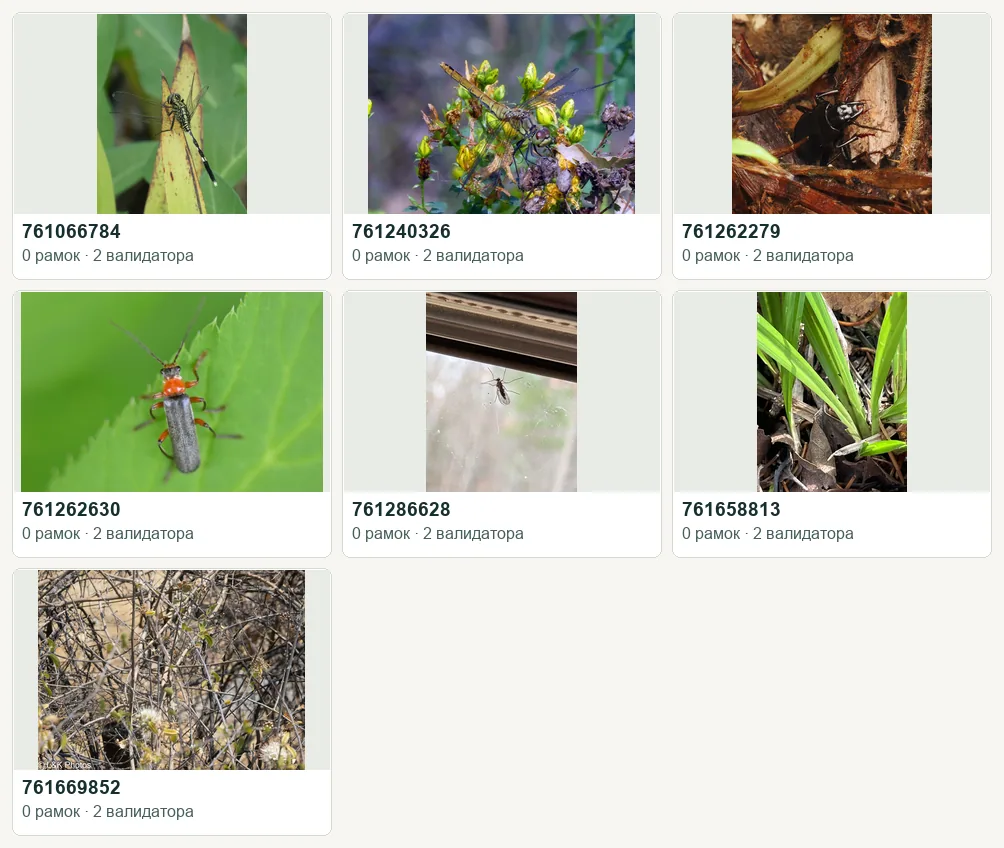 761066784
0 рамок · 2 валидатора
761240326
0 рамок · 2 валидатора
761262279
0 рамок · 2 валидатора
761262630
0 рамок · 2 валидатора
761286628
0 рамок · 2 валидатора
761658813
0 рамок · 2 валидатора
L&K Photos
761669852
0 рамок · 2 валидатора